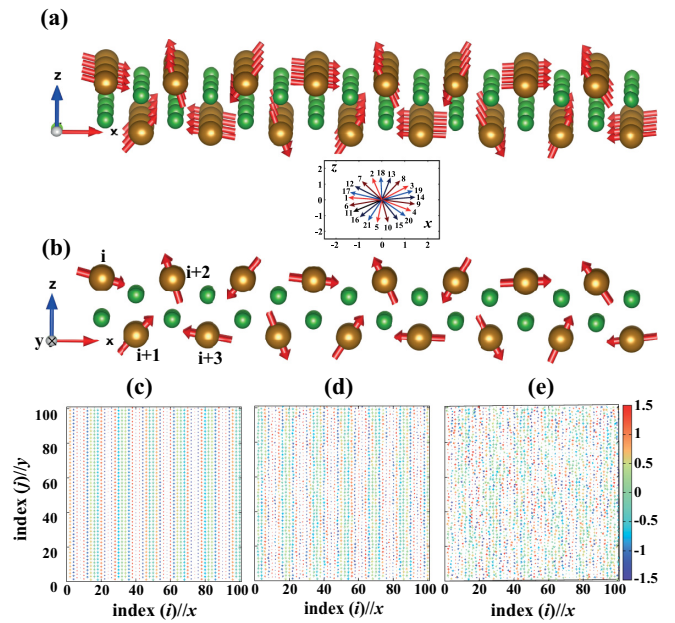 (a)
z
x
z
2
1
0
-1
-2
-2 -1 0 1 2
x
2 18 13
7 8
12 3
17 19
1 14
6 9
11 4
16 20
21 5 10 15
(b)
i
i+2
z
y x
i+1 i+3
(c) (d) (e)
index (j)//y
100
80
60
40
20
0
0 20 40 60 80 100
0 20 40 60 80 100
0 20 40 60 80 100
index (i)//x index (i)//x index (i)//x
1.5
1
0.5
0
-0.5
-1
-1.5